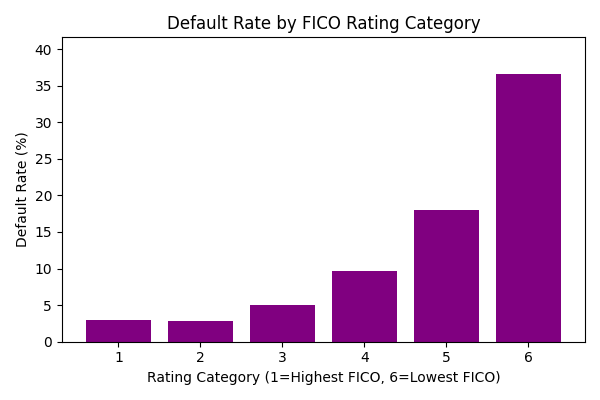 Default Rate by FICO Rating Category
Default Rate (%)
40
35
30
25
20
15
10
5
0
1 2 3 4 5 6
Rating Category (1=Highest FICO, 6=Lowest FICO)